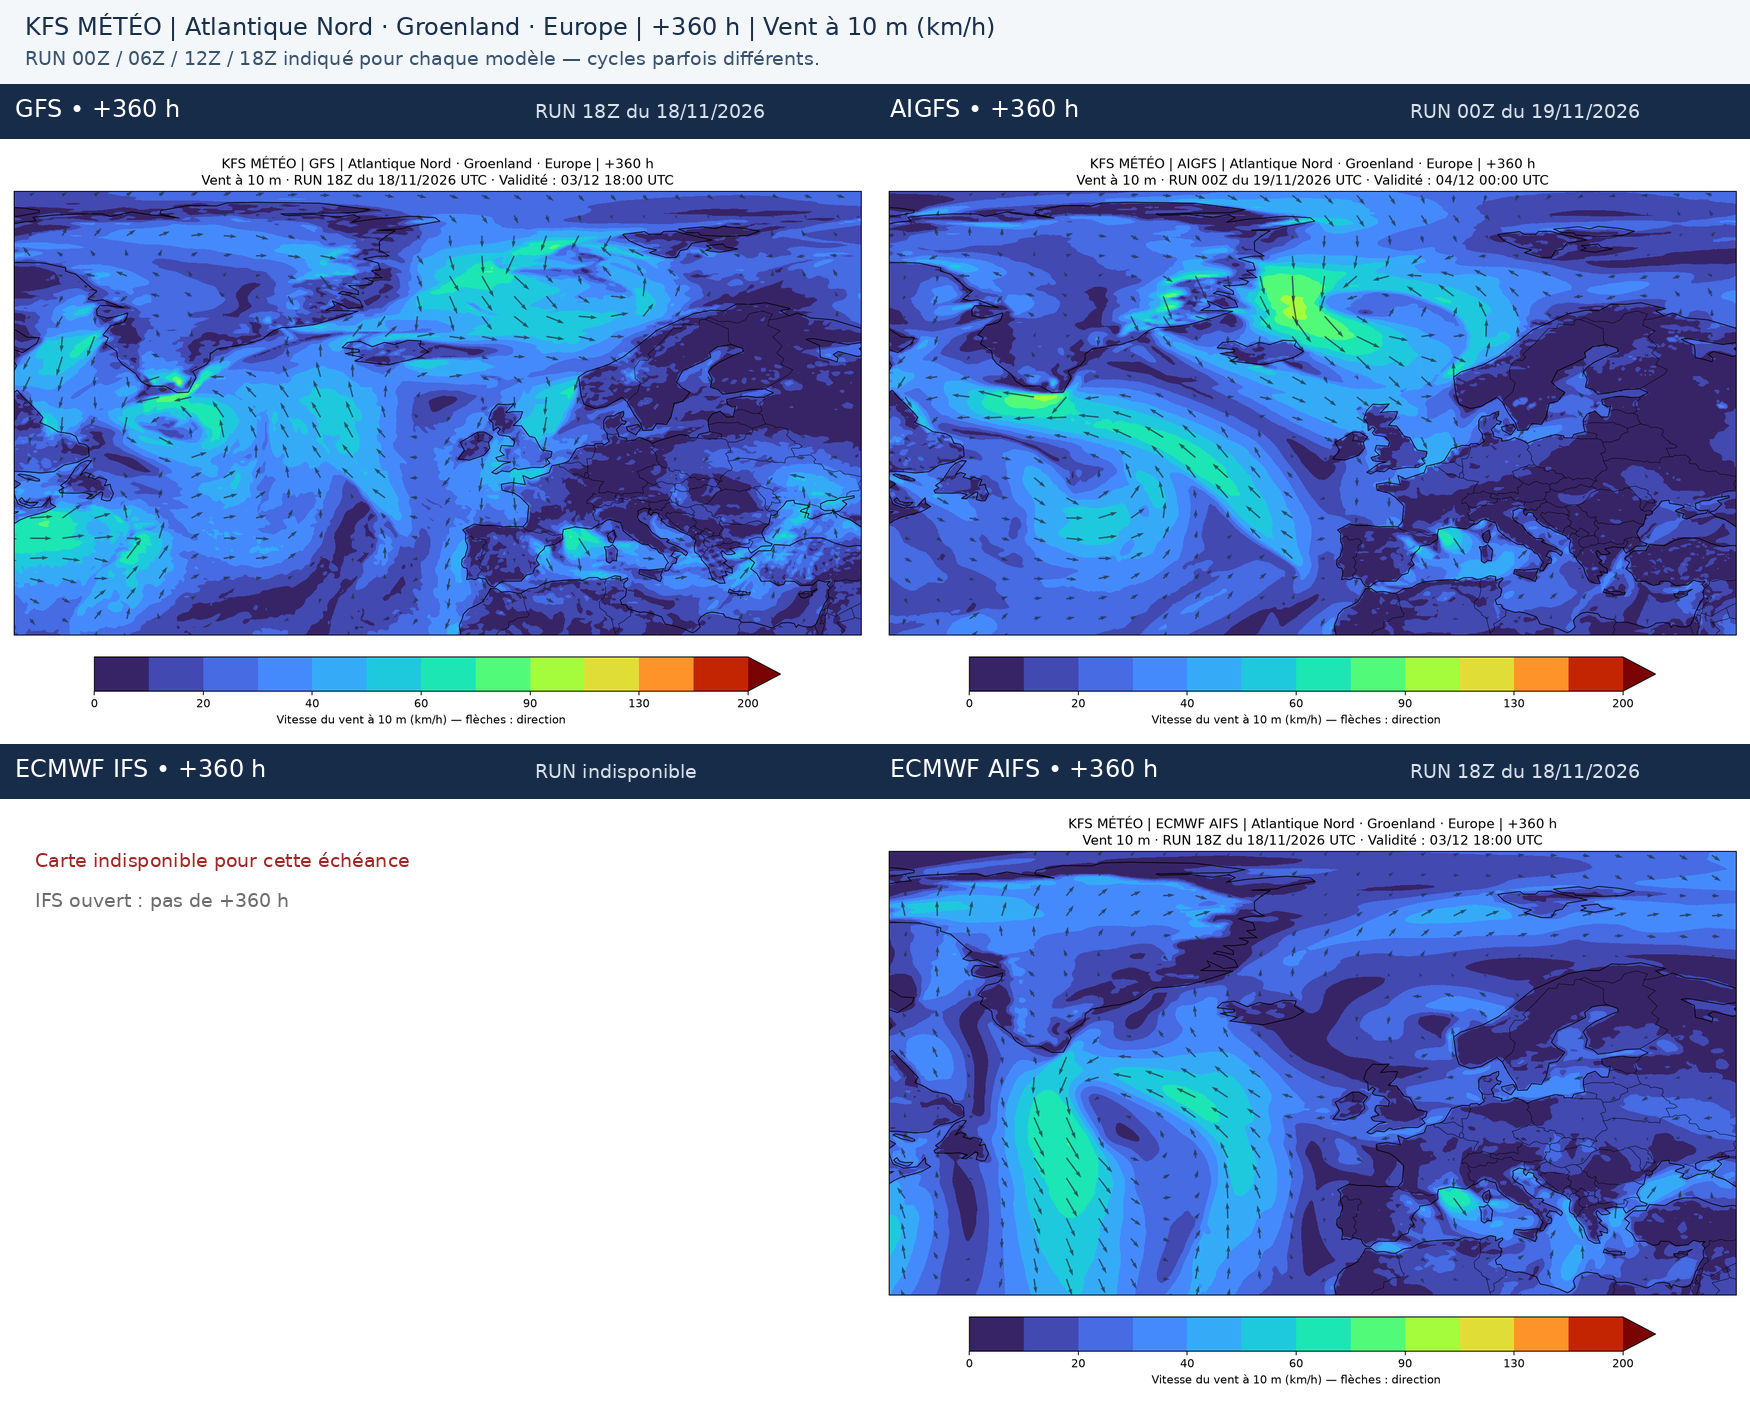 KFS MÉTÉO | Atlantique Nord · Groenland · Europe | +360 h | Vent à 10 m (km/h)
RUN 00Z / 06Z / 12Z / 18Z indiqué pour chaque modèle — cycles parfois différents.
GFS • +360 h
RUN 18Z du 18/11/2026
KFS MÉTÉO | GFS | Atlantique Nord · Groenland · Europe | +360 h
Vent à 10 m · RUN 18Z du 18/11/2026 UTC · Validité : 03/12 18:00 UTC
0 20 40 60 90 130 200
Vitesse du vent à 10 m (km/h) — flèches : direction
AIGFS • +360 h
RUN 00Z du 19/11/2026
KFS MÉTÉO | AIGFS | Atlantique Nord · Groenland · Europe | +360 h
Vent à 10 m · RUN 00Z du 19/11/2026 UTC · Validité : 04/12 00:00 UTC
0 20 40 60 90 130 200
Vitesse du vent à 10 m (km/h) — flèches : direction
ECMWF IFS • +360 h
RUN indisponible
Carte indisponible pour cette échéance
IFS ouvert : pas de +360 h
ECMWF AIFS • +360 h
RUN 18Z du 18/11/2026
KFS MÉTÉO | ECMWF AIFS | Atlantique Nord · Groenland · Europe | +360 h
Vent 10 m · RUN 18Z du 18/11/2026 UTC · Validité : 03/12 18:00 UTC
0 20 40 60 90 130 200
Vitesse du vent à 10 m (km/h) — flèches : direction